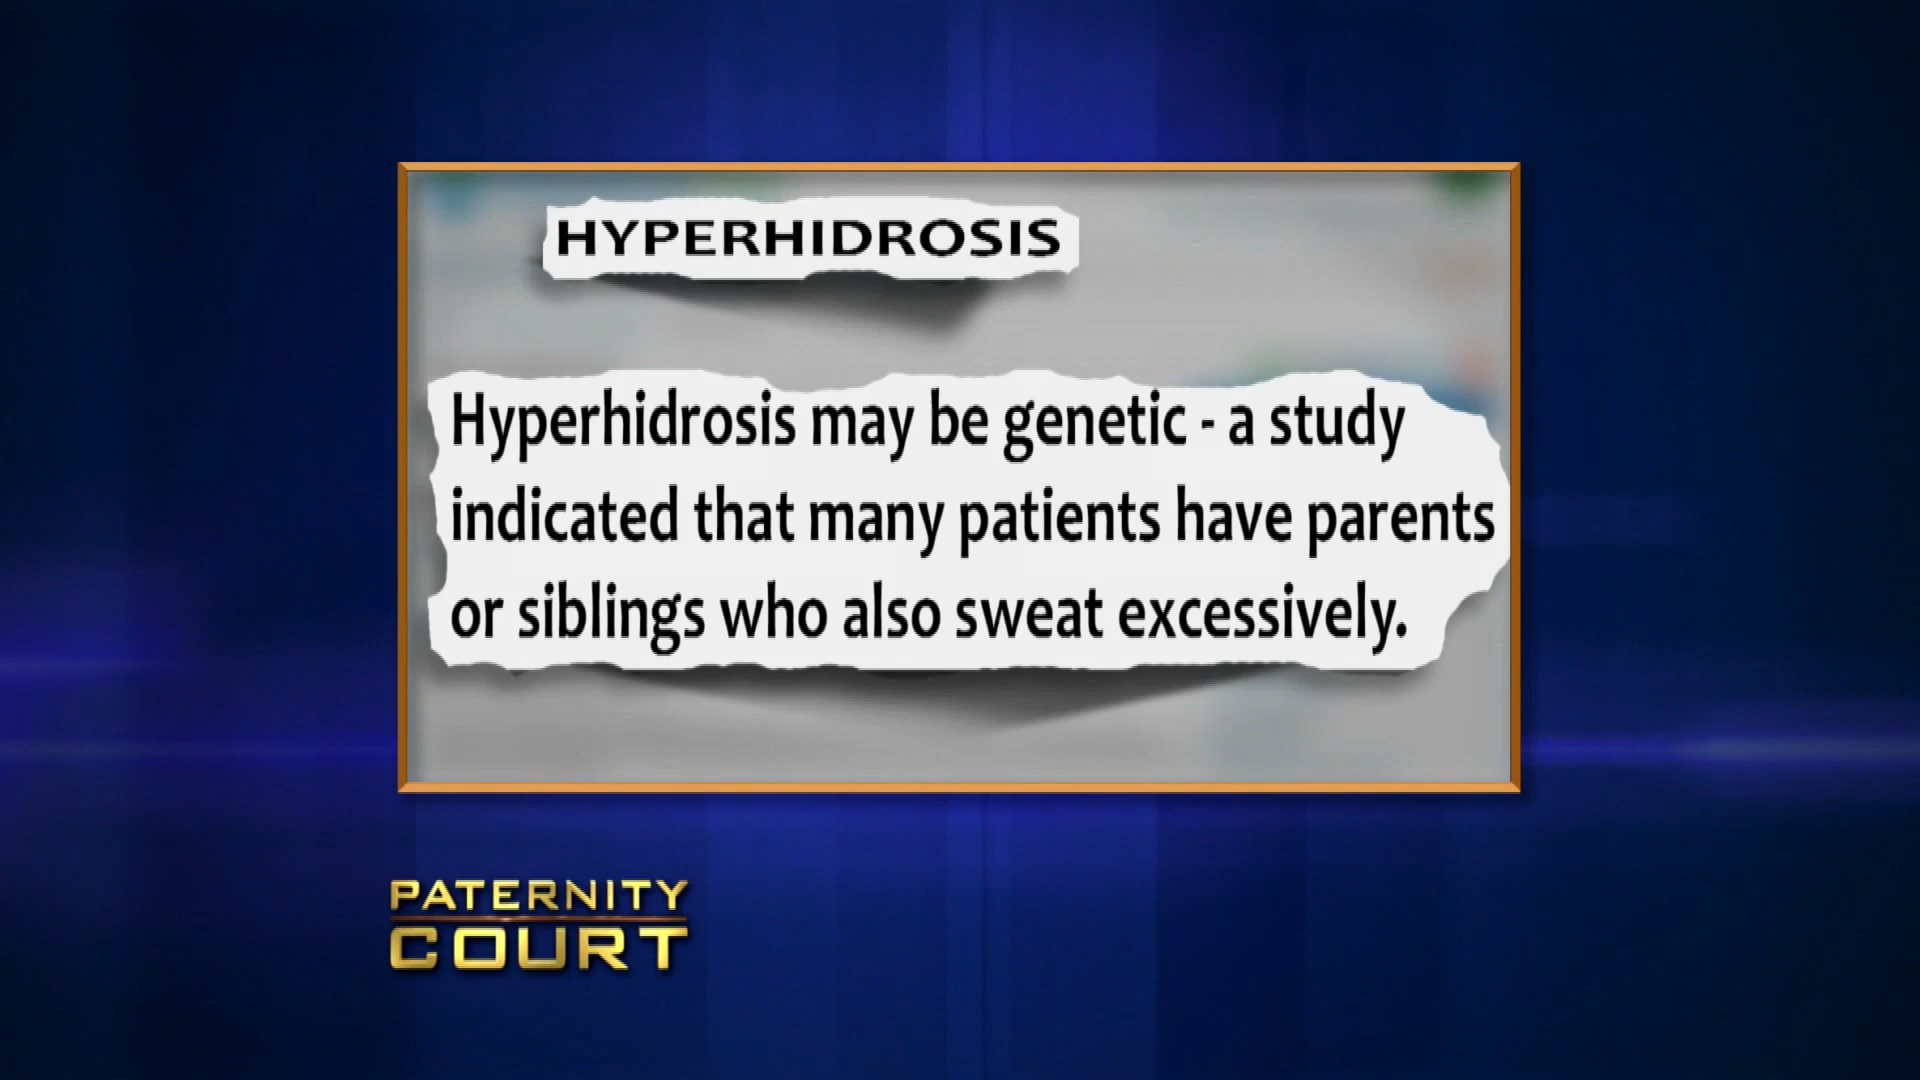 HYPERHIDROSIS
Hyperhidrosis may be genetic - a study
indicated that many patients have parents
or siblings who also sweat excessively.
PATERNITY
COURT